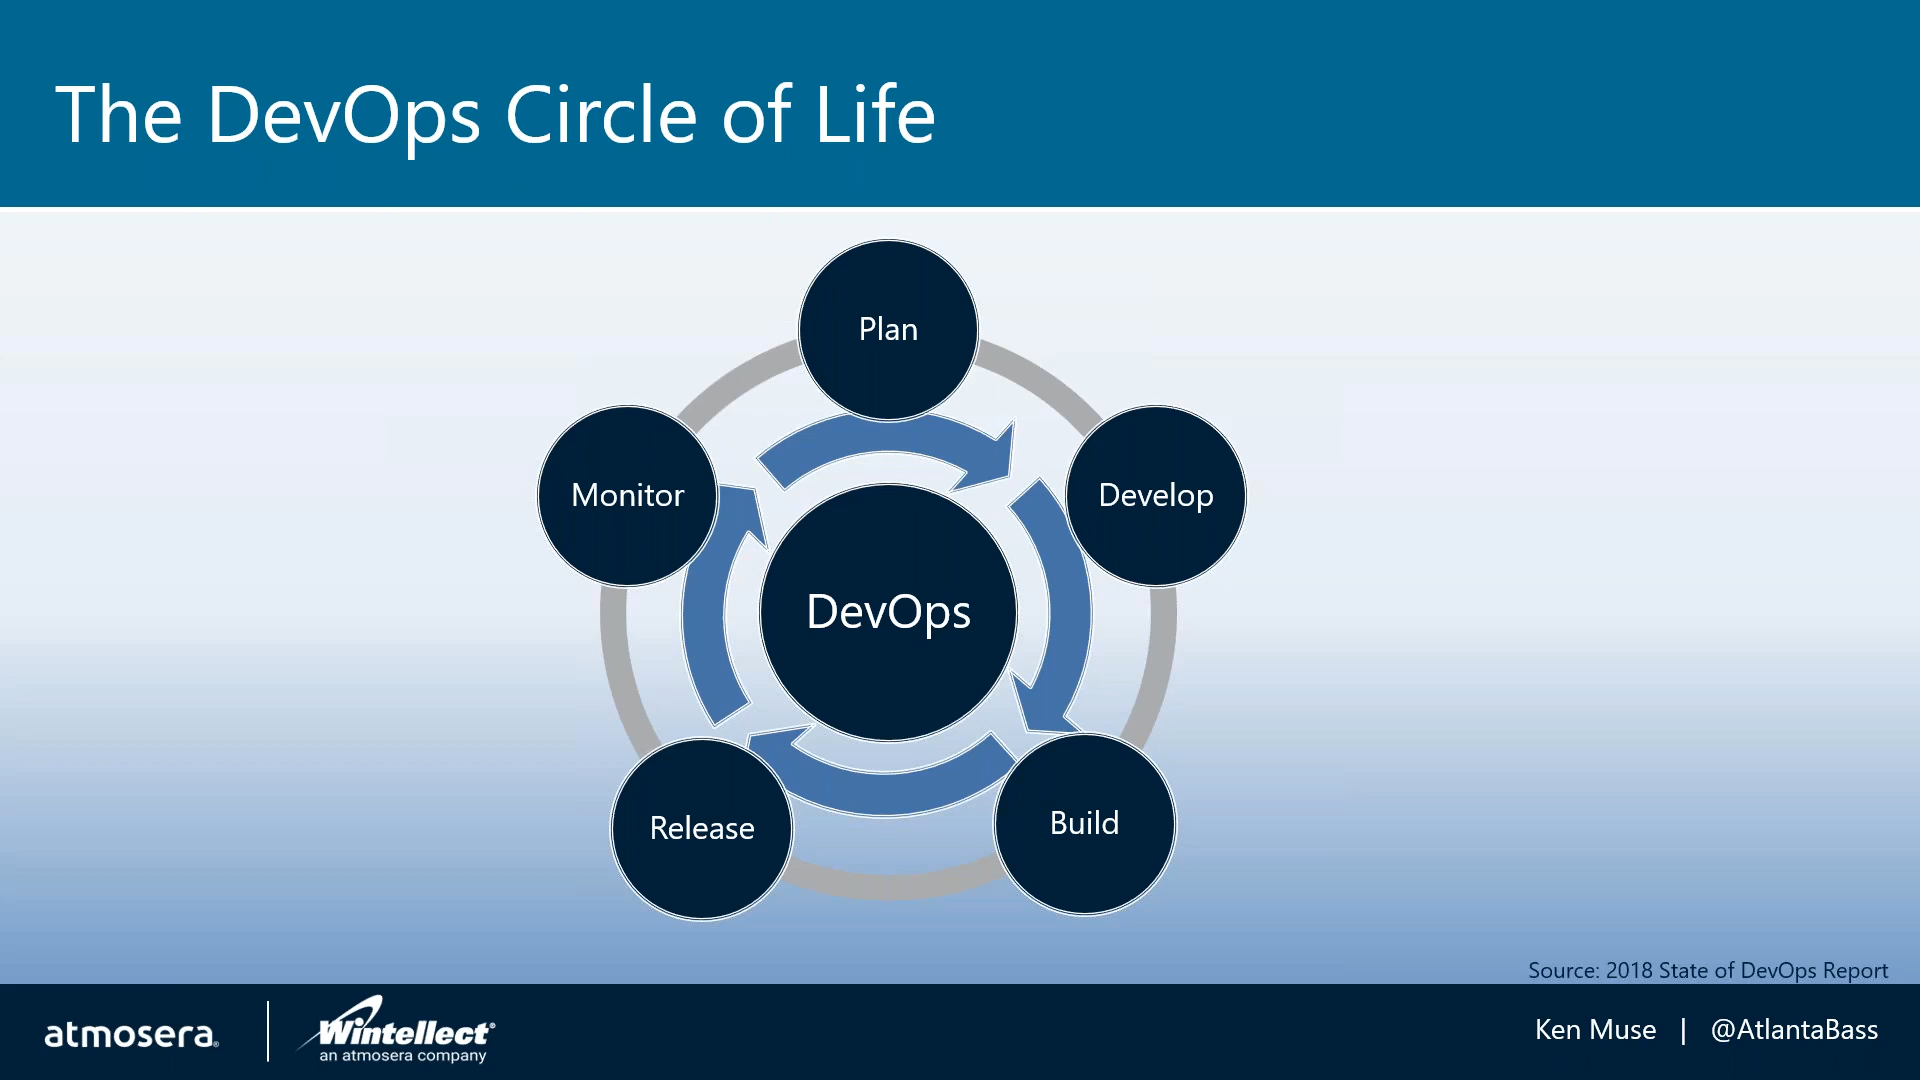 The DevOps Circle of Life
Plan
Monitor
Develop
DevOps
Release
Build
Source: 2018 State of DevOps Report
atmosera®
Wintellect®
an atmosera company
Ken Muse | @AtlantaBass